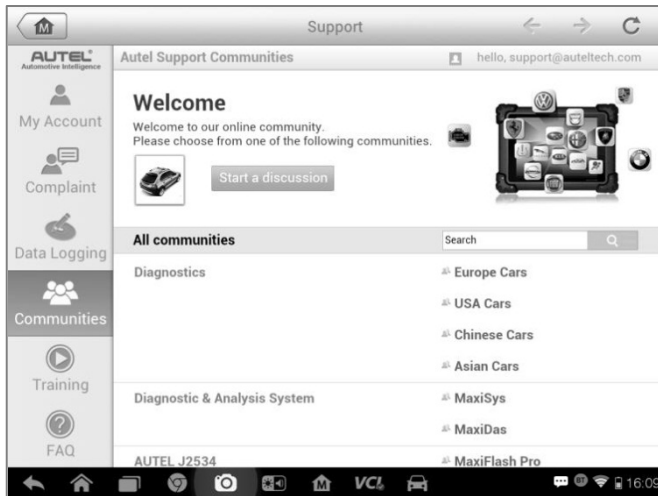 Support
AUTEL®
Automotive Intelligence
My Account
Complaint
Data Logging
Communities
Training
FAQ
Autel Support Communities
hello, support@auteltech.com
Welcome
Welcome to our online community.
Please choose from one of the following communities.
Start a discussion
All communities
Search
Diagnostics
Europe Cars
USA Cars
Chinese Cars
Asian Cars
Diagnostic & Analysis System
MaxiSys
MaxiDas
AUTEL J2534
MaxiFlash Pro
VCI
BT
16:09